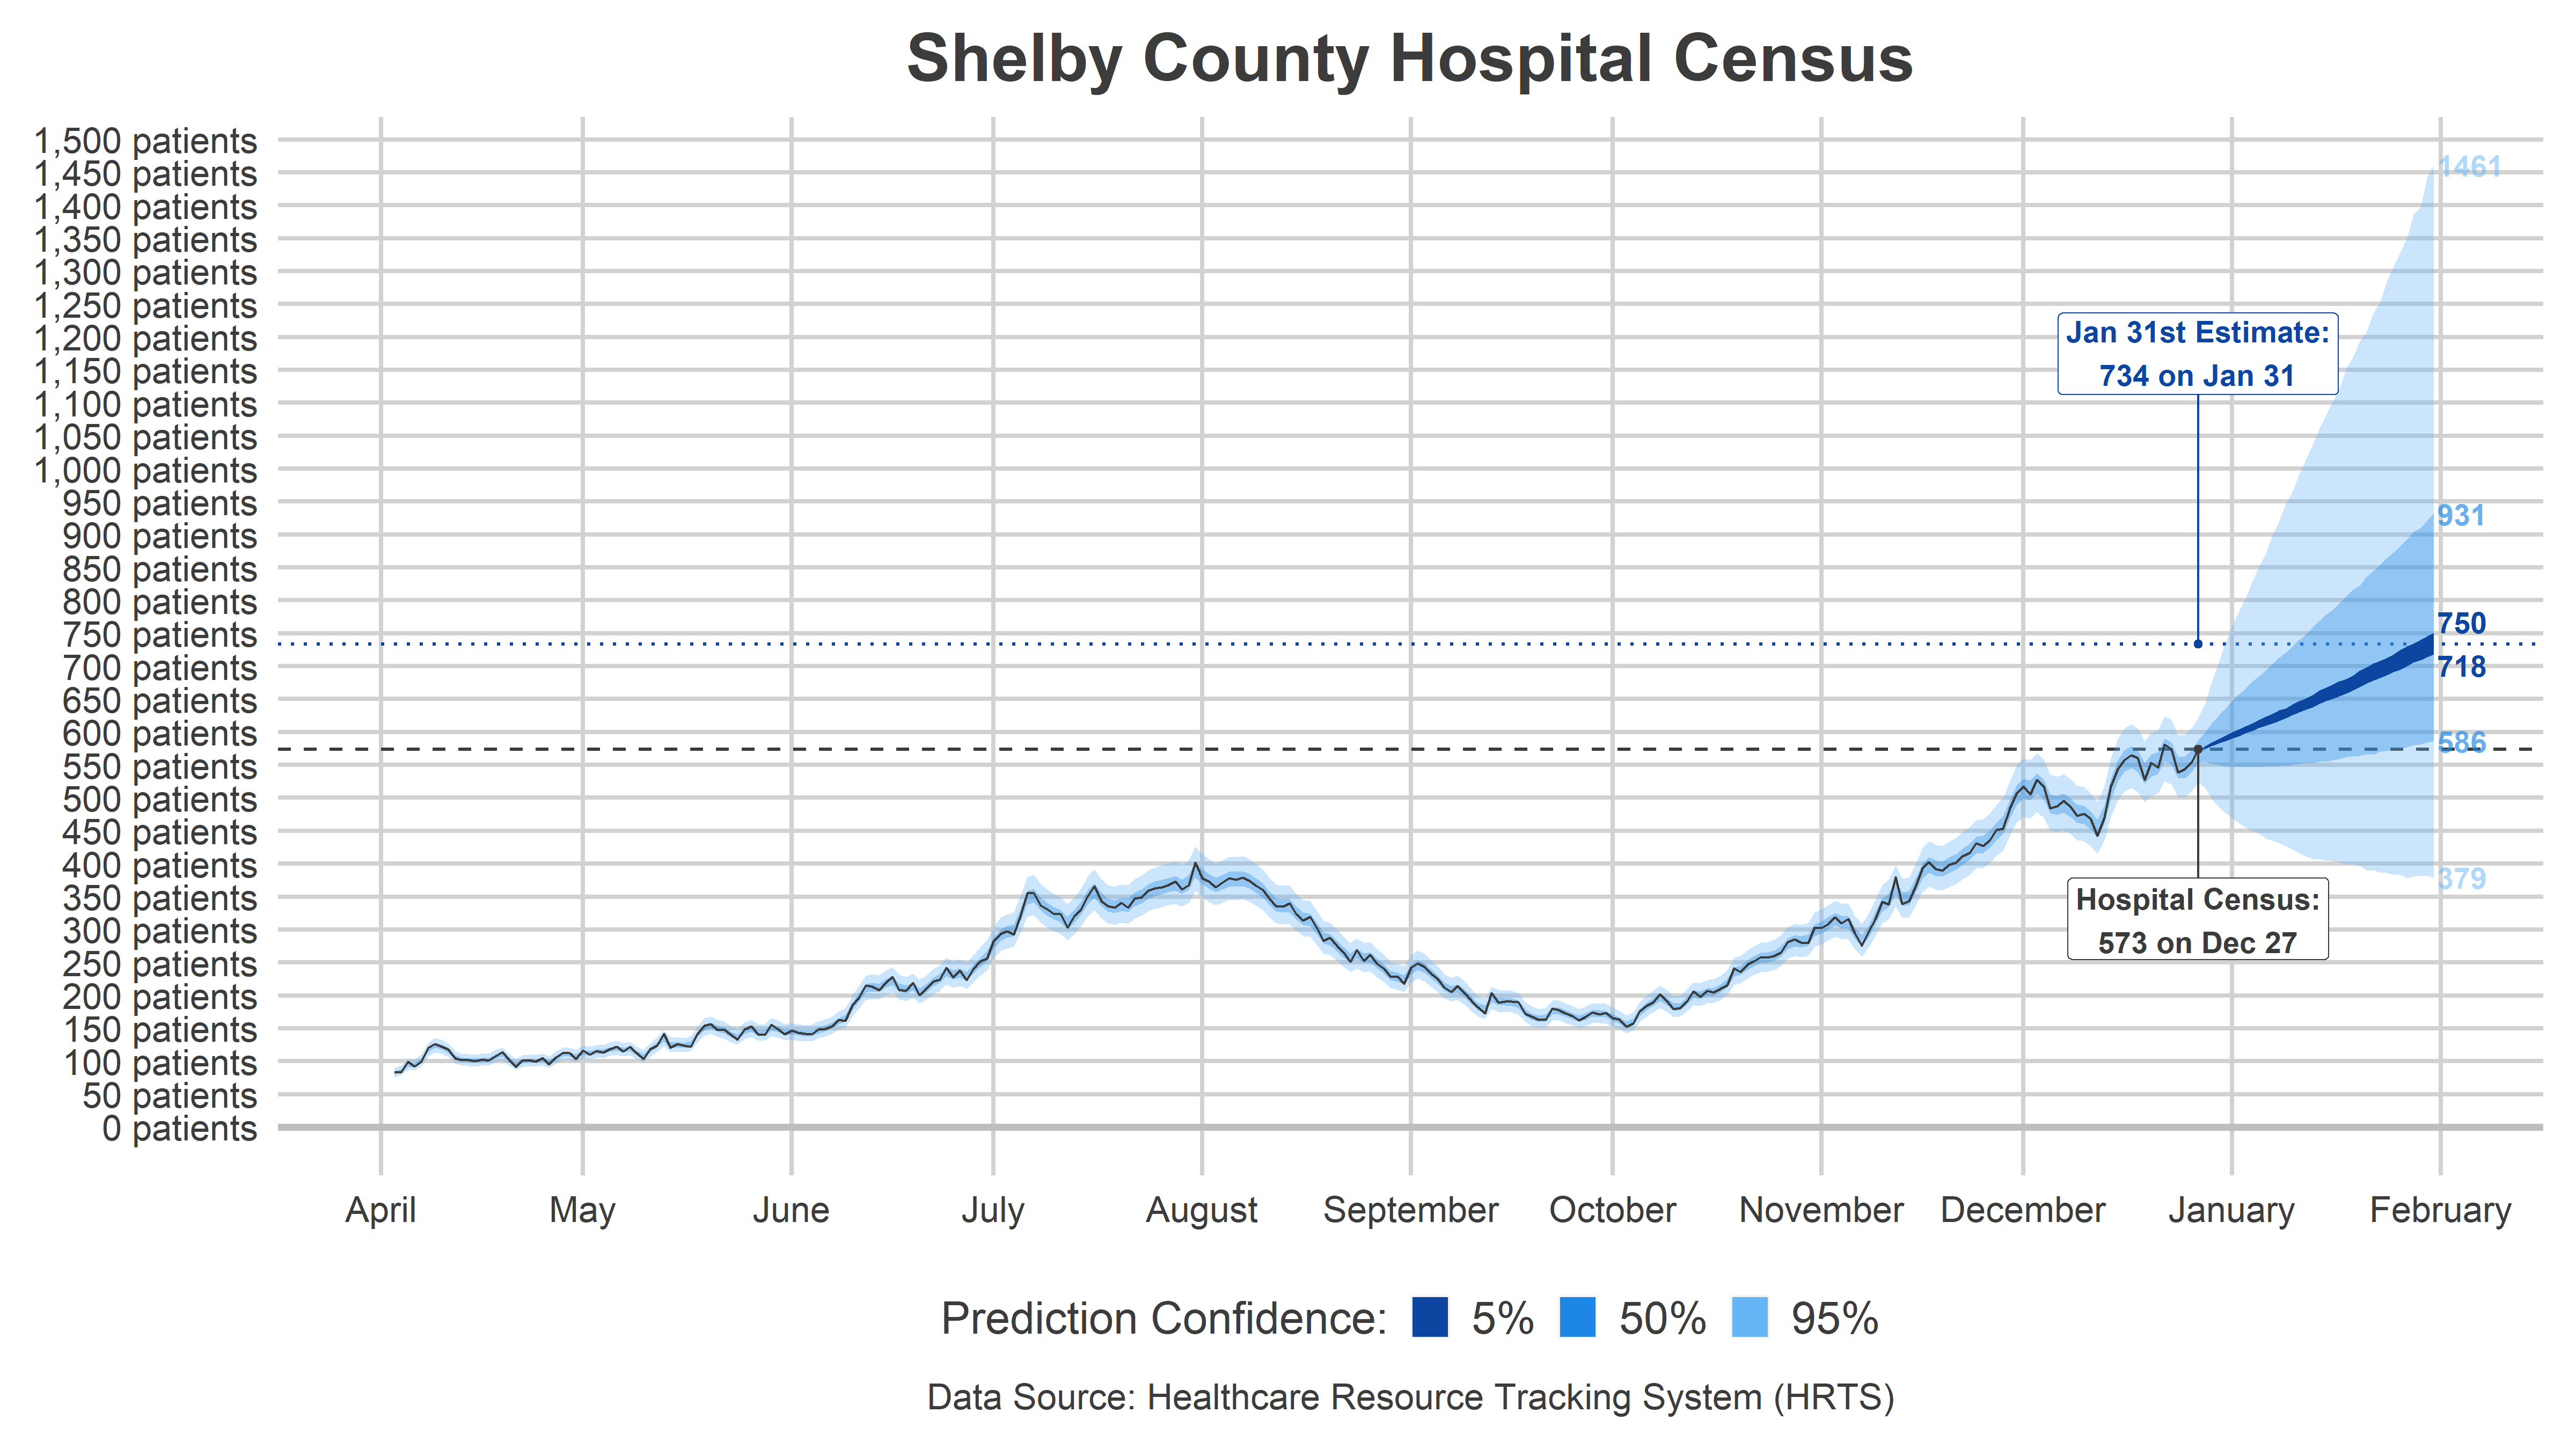 Shelby County Hospital Census
1,500 patients
1,450 patients
1,400 patients
1,350 patients
1,300 patients
1,250 patients
1,200 patients
1,150 patients
1,100 patients
1,050 patients
1,000 patients
950 patients
900 patients
850 patients
800 patients
750 patients
700 patients
650 patients
600 patients
550 patients
500 patients
450 patients
400 patients
350 patients
300 patients
250 patients
200 patients
150 patients
100 patients
50 patients
0 patients
1461
Jan 31st Estimate:
734 on Jan 31
931
750
718
586
379
Hospital Census:
573 on Dec 27
April May June July August September October November December January February
Prediction Confidence: 5% 50% 95%
Data Source: Healthcare Resource Tracking System (HRTS)